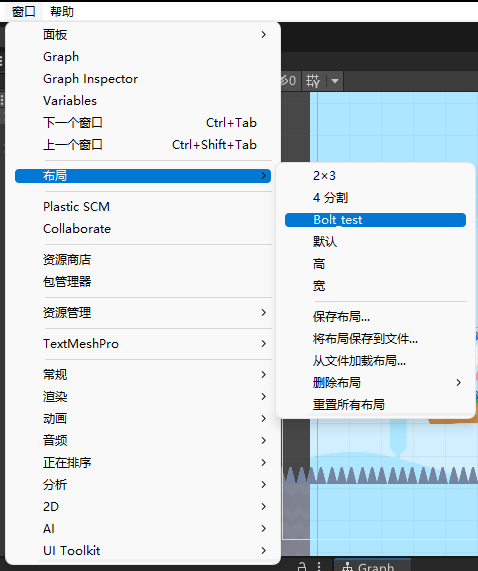 窗口 帮助
面板
Graph
Graph Inspector
Variables
下一个窗口 Ctrl+Tab
上一个窗口 Ctrl+Shift+Tab
布局
Plastic SCM
Collaborate
资源商店
包管理器
资源管理
TextMeshPro
常规
渲染
动画
音频
正在排序
分析
2D
AI
UI Toolkit
0
2×3
4 分割
Bolt_test
默认
高
宽
保存布局...
将布局保存到文件...
从文件加载布局...
删除布局
重置所有布局
Graph